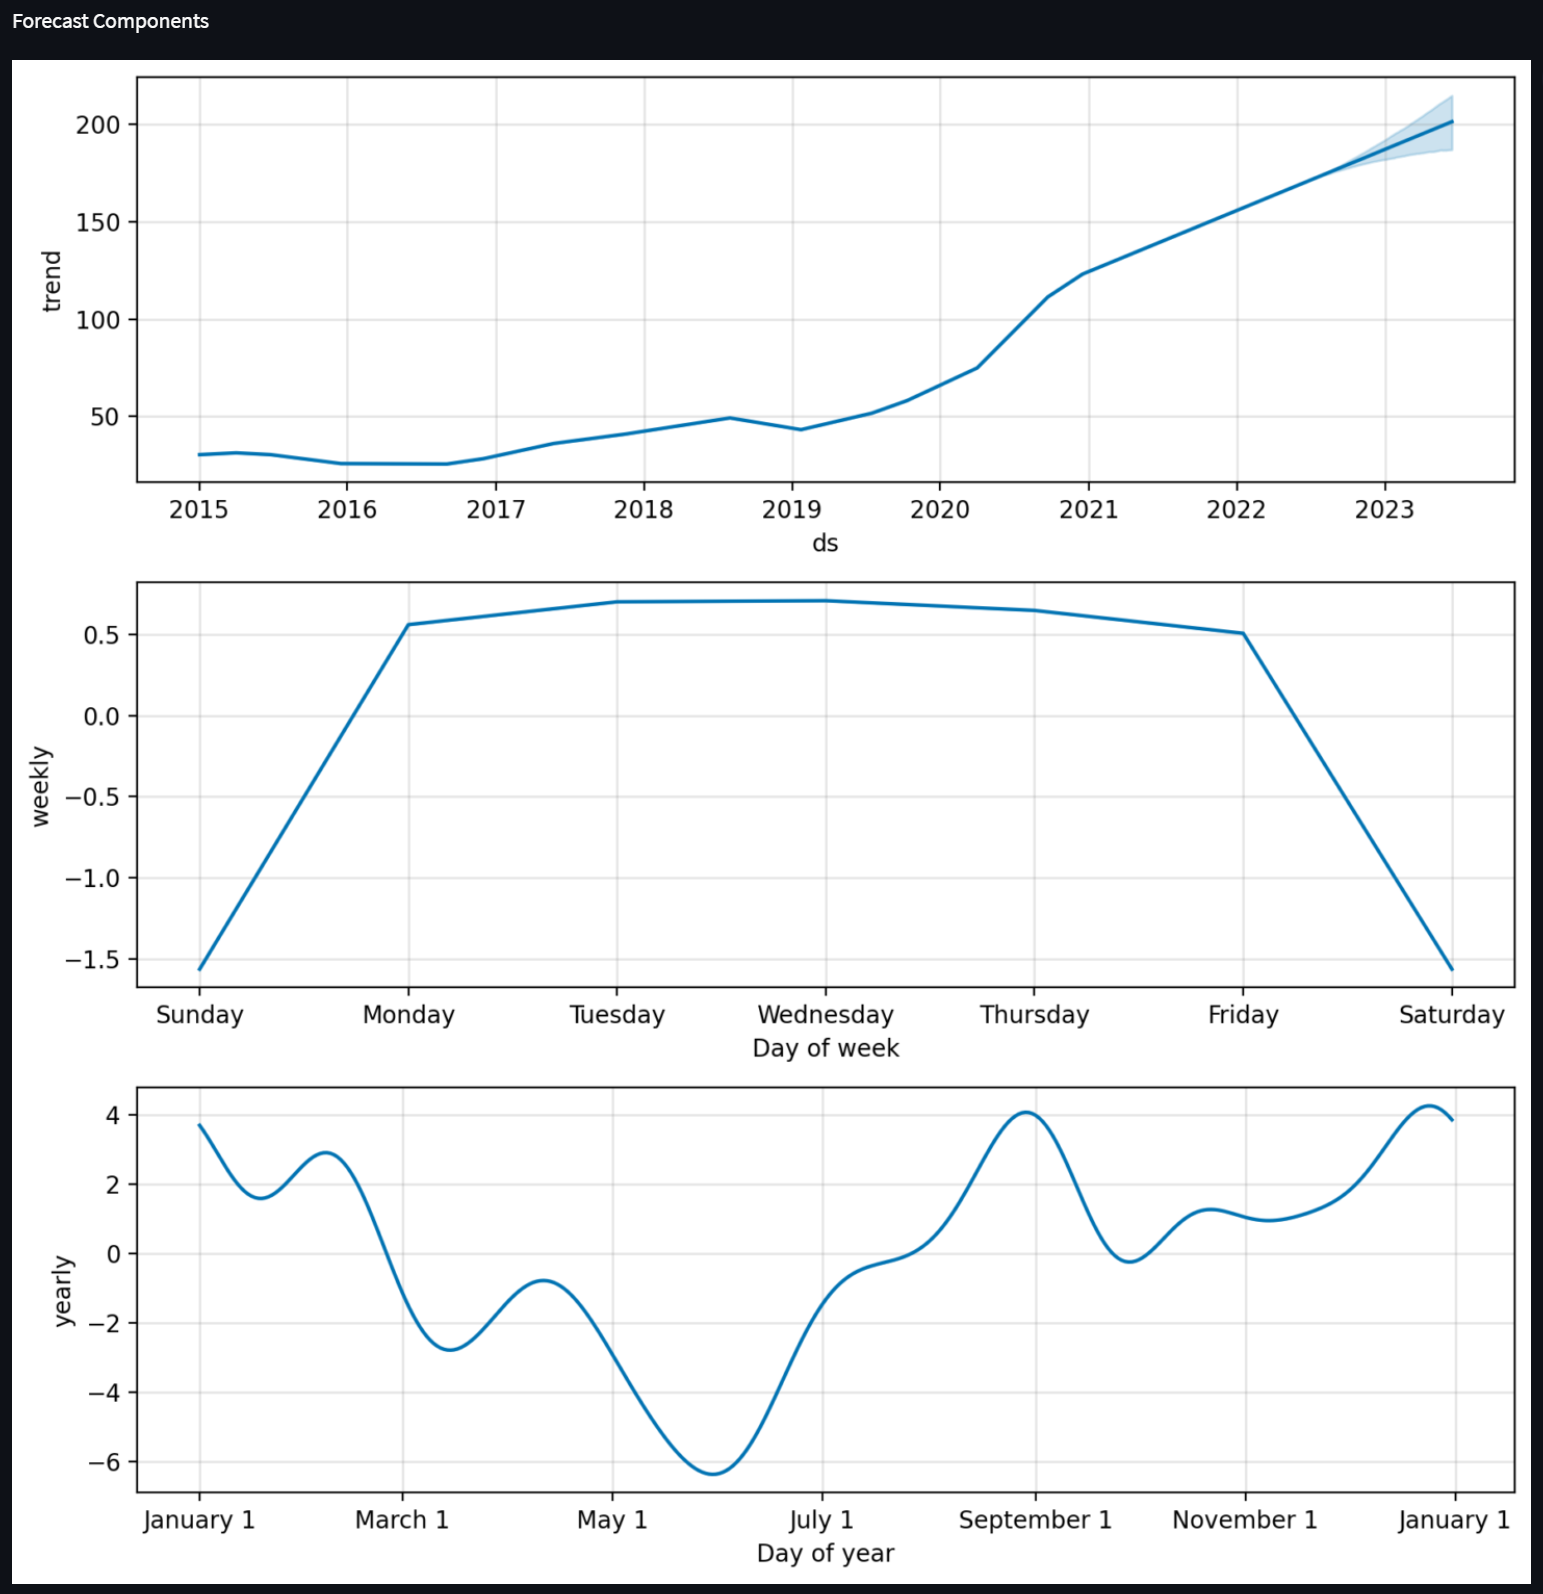 Forecast Components
200
150
100
50
trend
2015 2016 2017 2018 2019 2020 2021 2022 2023
ds
0.5
0.0
−0.5
−1.0
−1.5
weekly
Sunday Monday Tuesday Wednesday Thursday Friday Saturday
Day of week
4
2
0
−2
−4
−6
yearly
January 1 March 1 May 1 July 1 September 1 November 1 January 1
Day of year